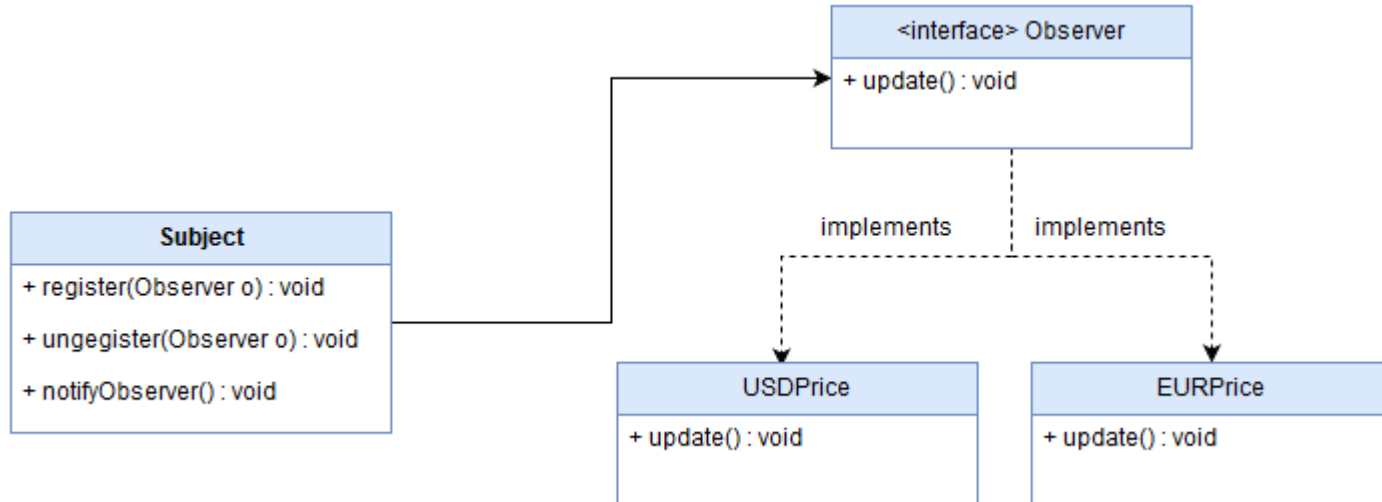 <interface> Observer
+ update() : void
implements
implements
Subject
+ register(Observer o) : void
+ ungegister(Observer o) : void
+ notifyObserver() : void
USDPrice
+ update() : void
EURPrice
+ update() : void